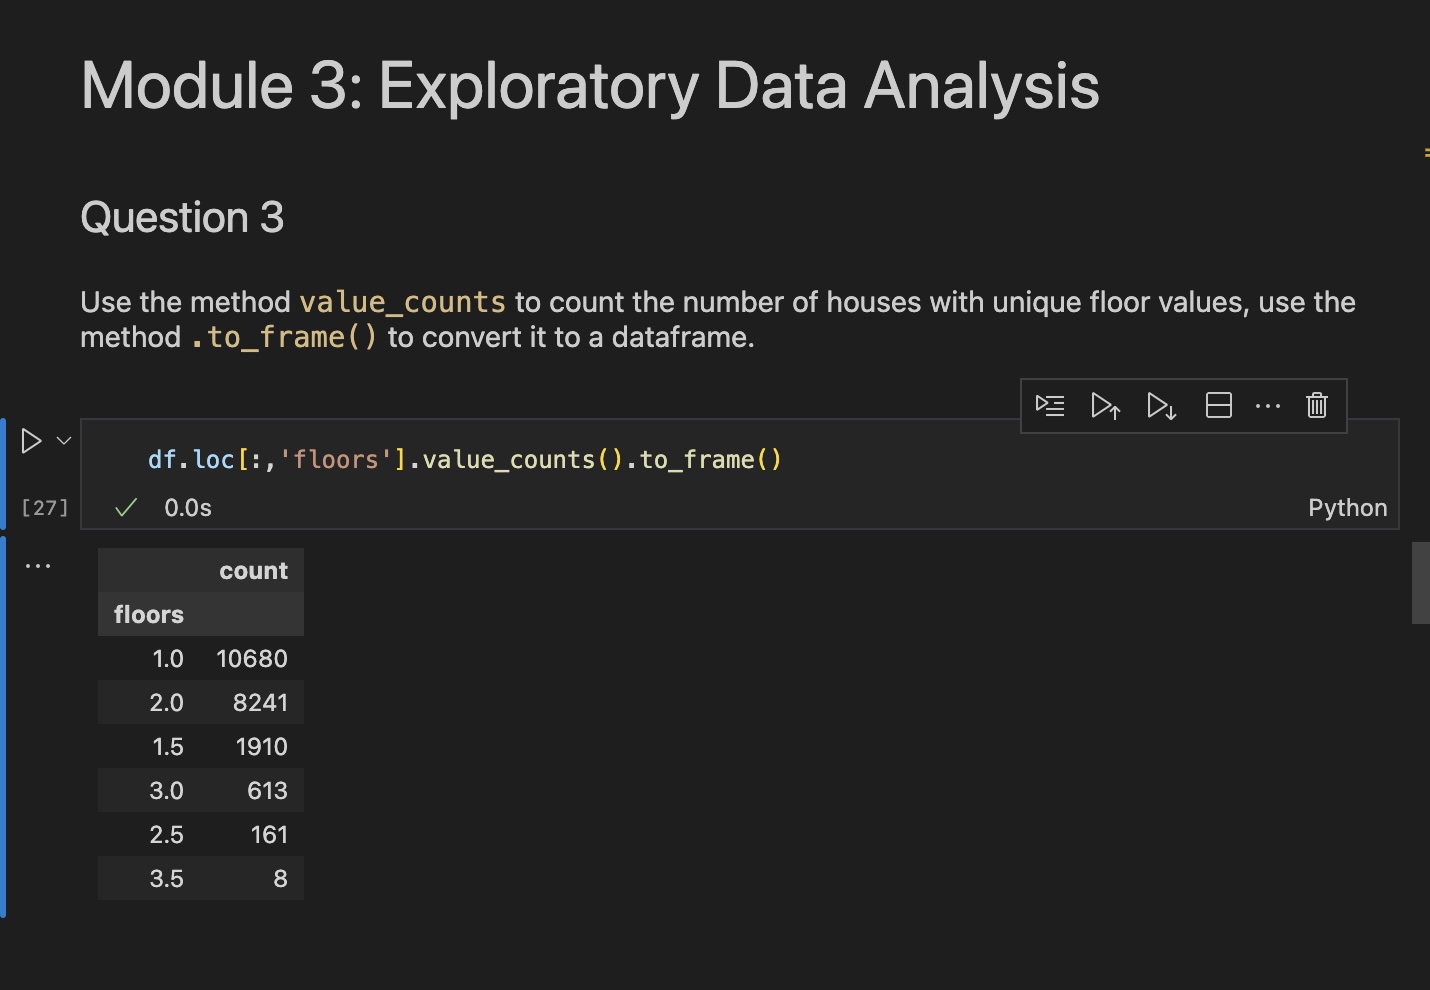 Module 3: Exploratory Data Analysis
Question 3
Use the method value_counts to count the number of houses with unique floor values, use the
method .to_frame() to convert it to a dataframe.
df.loc[:,'floors'].value_counts().to_frame()
[27] 0.0s Python
count
floors
1.0 10680
2.0 8241
1.5 1910
3.0 613
2.5 161
3.5 8